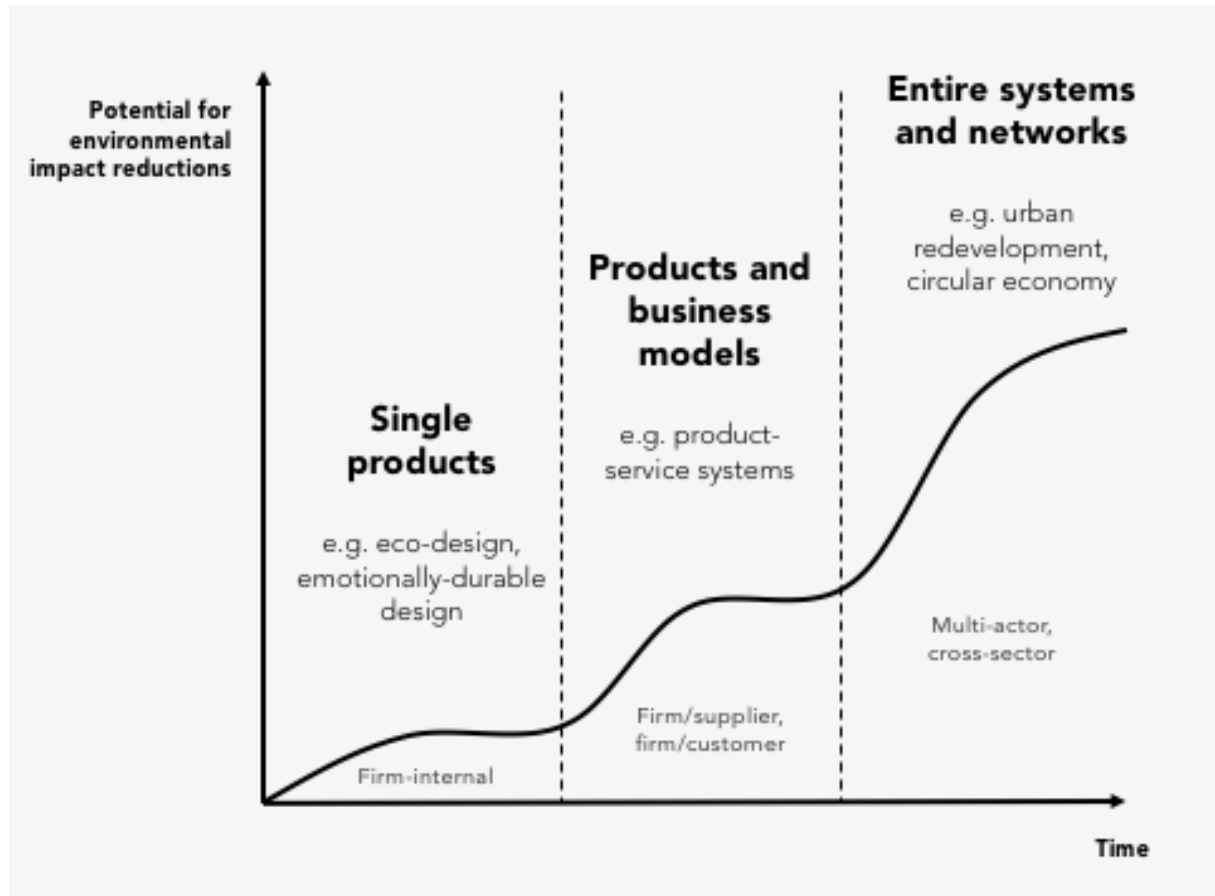 Potential for
environmental
impact reductions
Single
products
e.g. eco-design,
emotionally-durable
design
Firm-internal
Products and
business
models
e.g. product-
service systems
Firm/supplier,
firm/customer
Entire systems
and networks
e.g. urban
redevelopment,
circular economy
Multi-actor,
cross-sector
Time